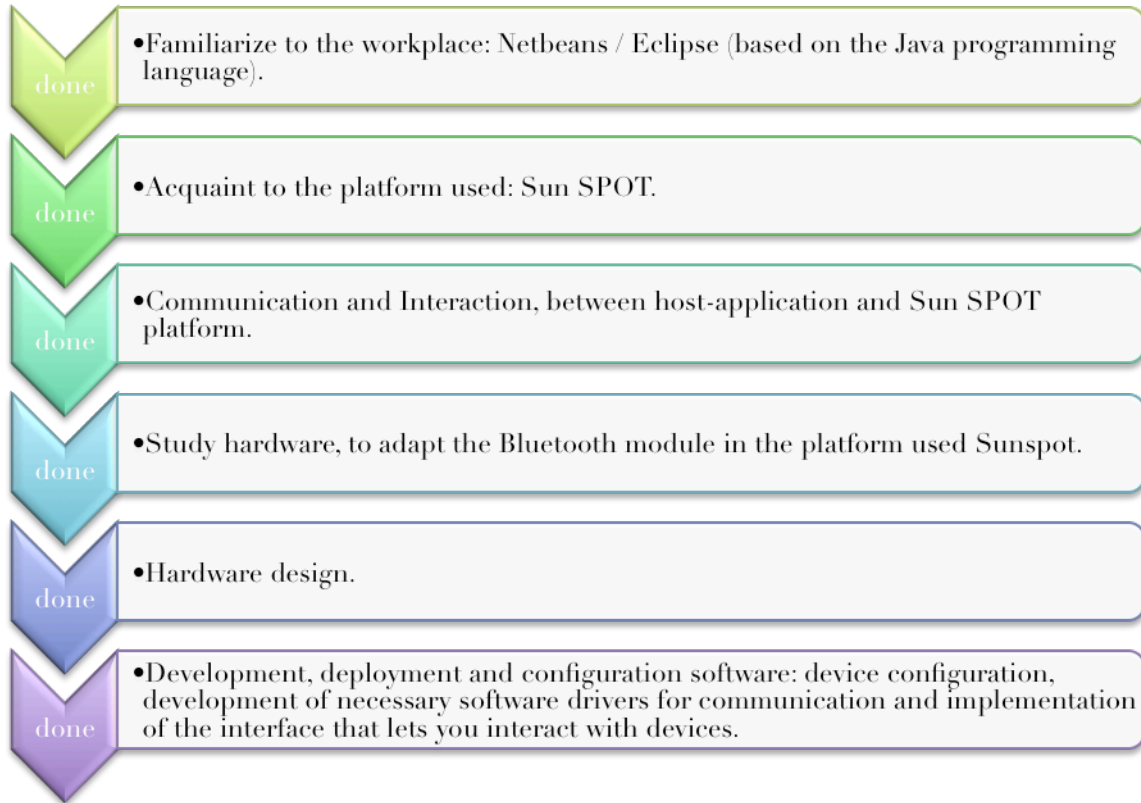 done
•Familiarize to the workplace: Netbeans / Eclipse (based on the Java programming
language).
done
•Acquaint to the platform used: Sun SPOT.
done
•Communication and Interaction, between host-application and Sun SPOT
platform.
done
•Study hardware, to adapt the Bluetooth module in the platform used Sunspot.
done
•Hardware design.
done
•Development, deployment and configuration software: device configuration,
development of necessary software drivers for communication and implementation
of the interface that lets you interact with devices.